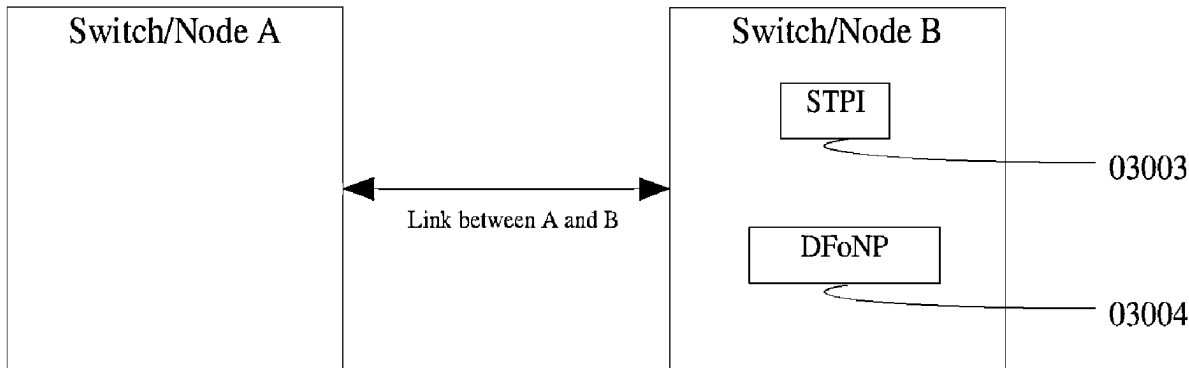 Switch/Node A
Switch/Node B
STPI
03003
Link between A and B
DFoNP
03004